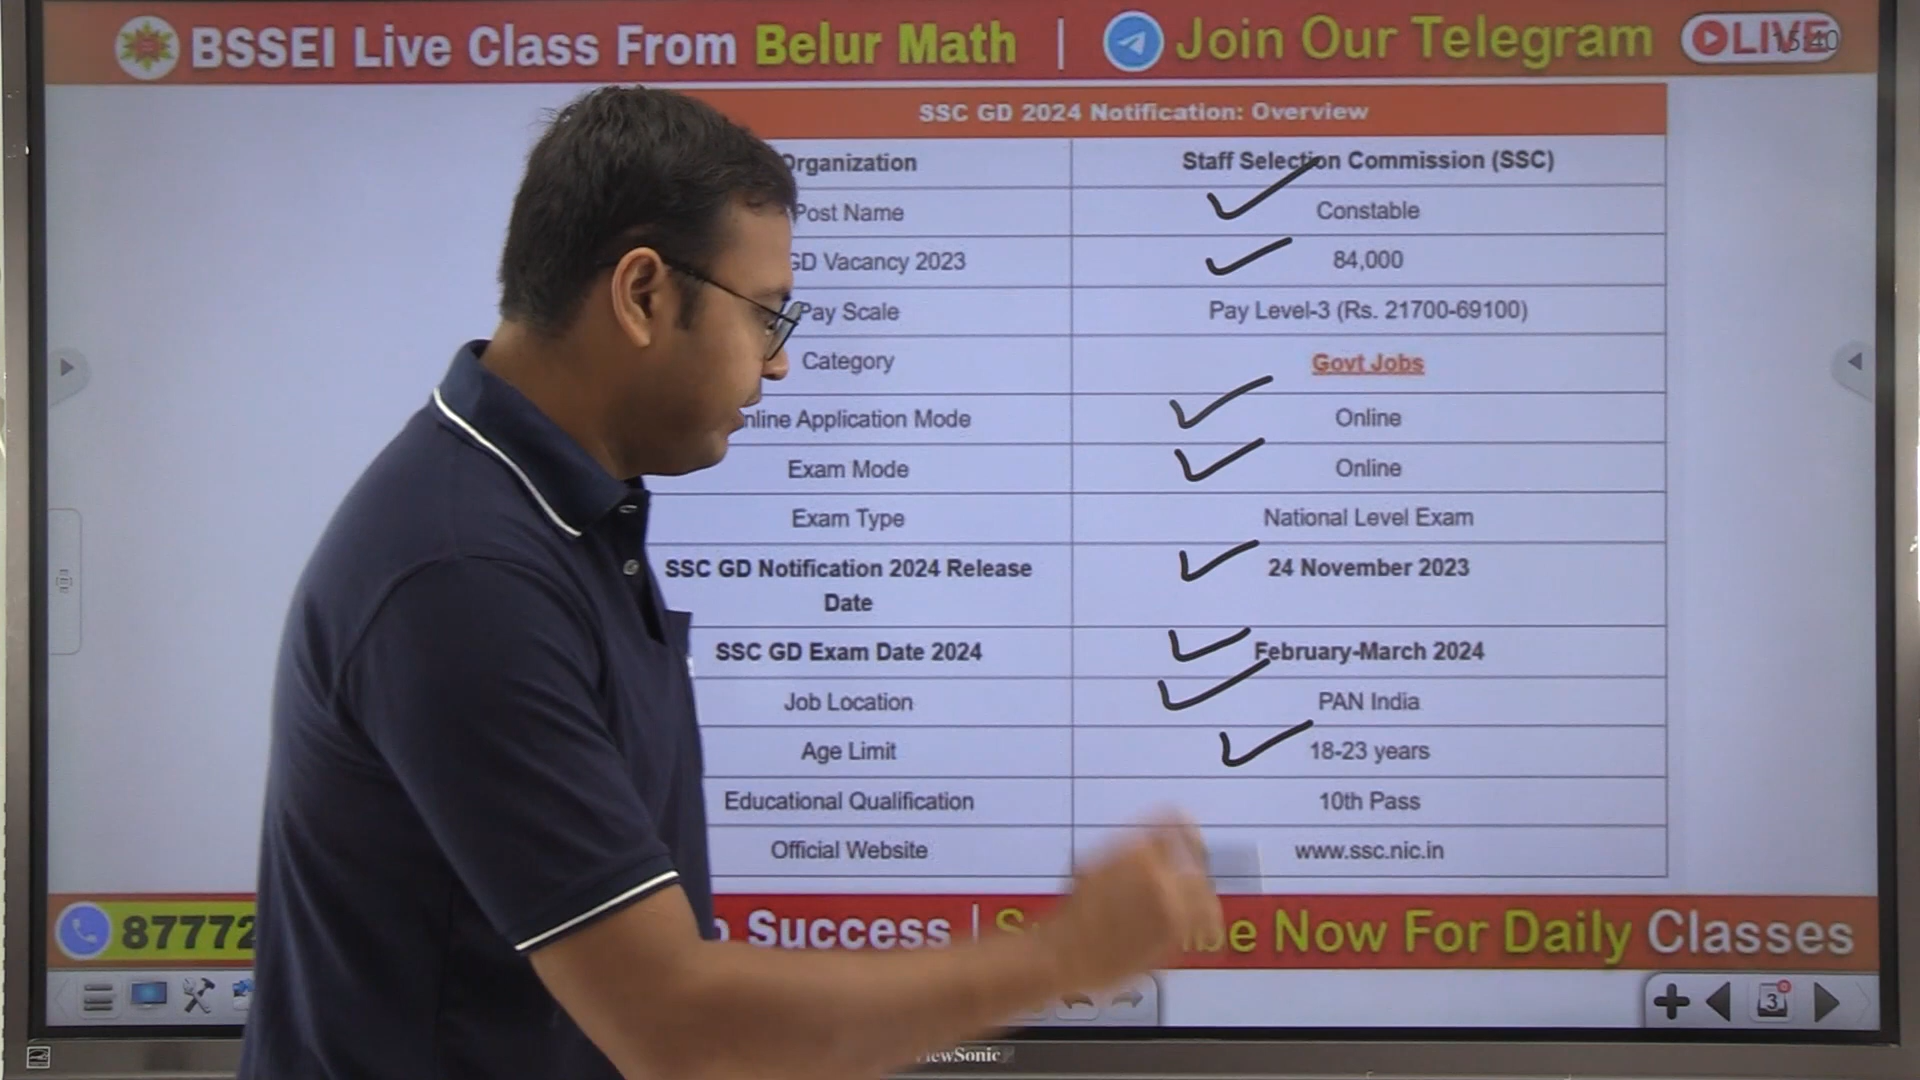 BSSEI Live Class From Belur Math | Join Our Telegram LIVE 15:40
SSC GD 2024 Notification: Overview
Organization Staff Selection Commission (SSC)
Post Name Constable
GD Vacancy 2023 84,000
Pay Scale Pay Level-3 (Rs. 21700-69100)
Category Govt Jobs
Online Application Mode Online
Exam Mode Online
Exam Type National Level Exam
SSC GD Notification 2024 Release 24 November 2023
Date
SSC GD Exam Date 2024 February-March 2024
Job Location PAN India
Age Limit 18-23 years
Educational Qualification 10th Pass
Official Website www.ssc.nic.in
87772 Success | Now For Daily Classes
3
ViewSonic